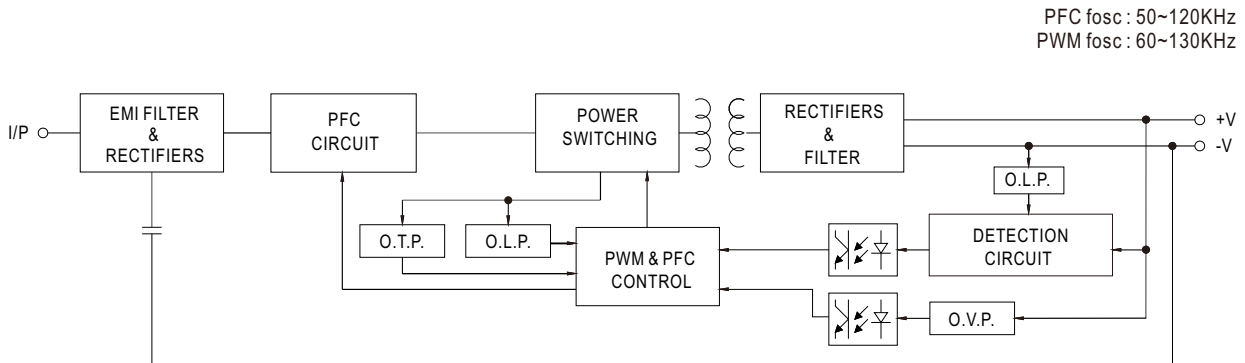 PFC fosc : 50~120KHz
PWM fosc : 60~130KHz
I/P
EMI FILTER
&
RECTIFIERS
PFC
CIRCUIT
POWER
SWITCHING
RECTIFIERS
&
FILTER
+V
-V
O.L.P.
O.T.P.
O.L.P.
PWM & PFC
CONTROL
DETECTION
CIRCUIT
O.V.P.